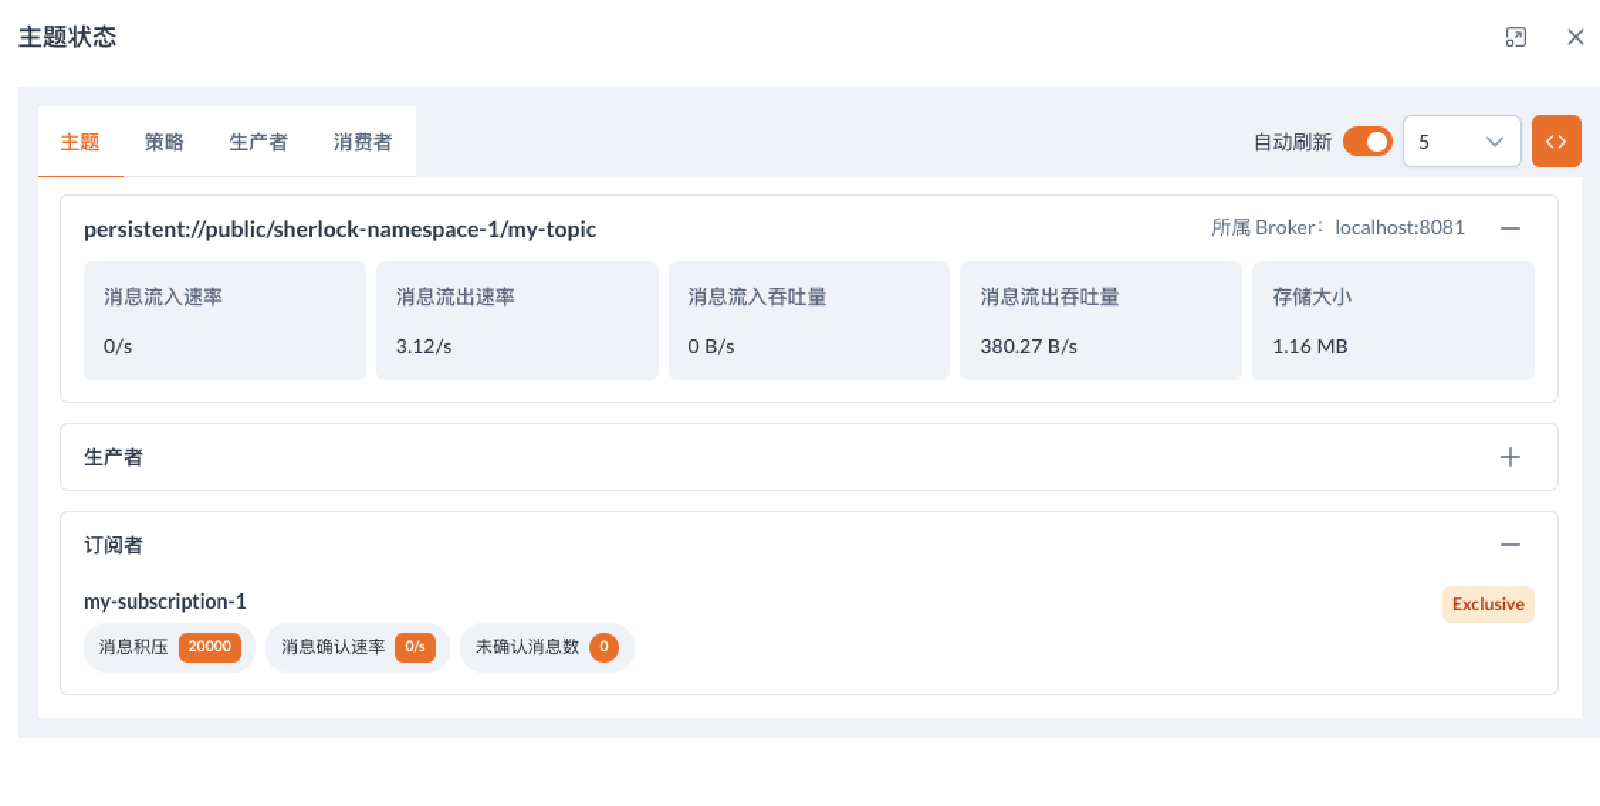 主题状态
主题 策略 生产者 消费者 自动刷新 5
persistent://public/sherlock-namespace-1/my-topic 所属 Broker：localhost:8081
消息流入速率 消息流出速率 消息流入吞吐量 消息流出吞吐量 存储大小
0/s 3.12/s 0 B/s 380.27 B/s 1.16 MB
生产者
订阅者
my-subscription-1 Exclusive
消息积压 20000 消息确认速率 0/s 未确认消息数 0